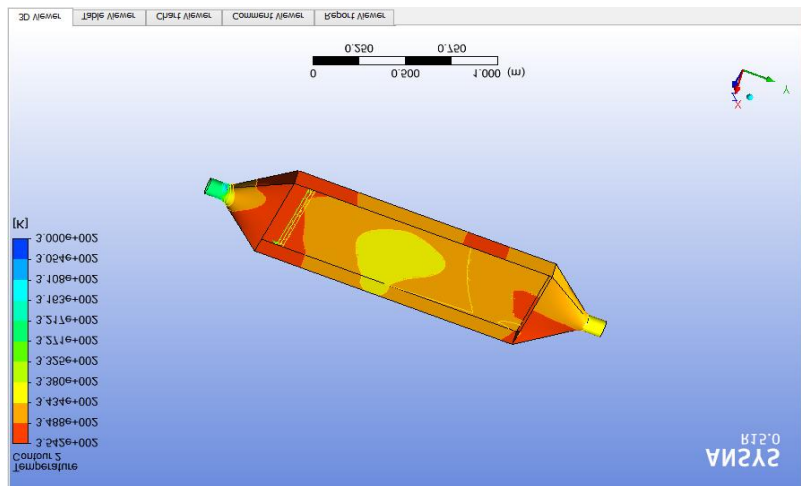 Temperature
Contour 2
ANSYS
R15.0
3.542e+002
3.488e+002
3.434e+002
3.380e+002
3.325e+002
3.271e+002
3.217e+002
3.163e+002
3.108e+002
3.054e+002
3.000e+002
[K]
X
Z
Y
0 0.500 1.000 (m)
0.250 0.750
3D Viewer Table Viewer Chart Viewer Comment Viewer Report Viewer